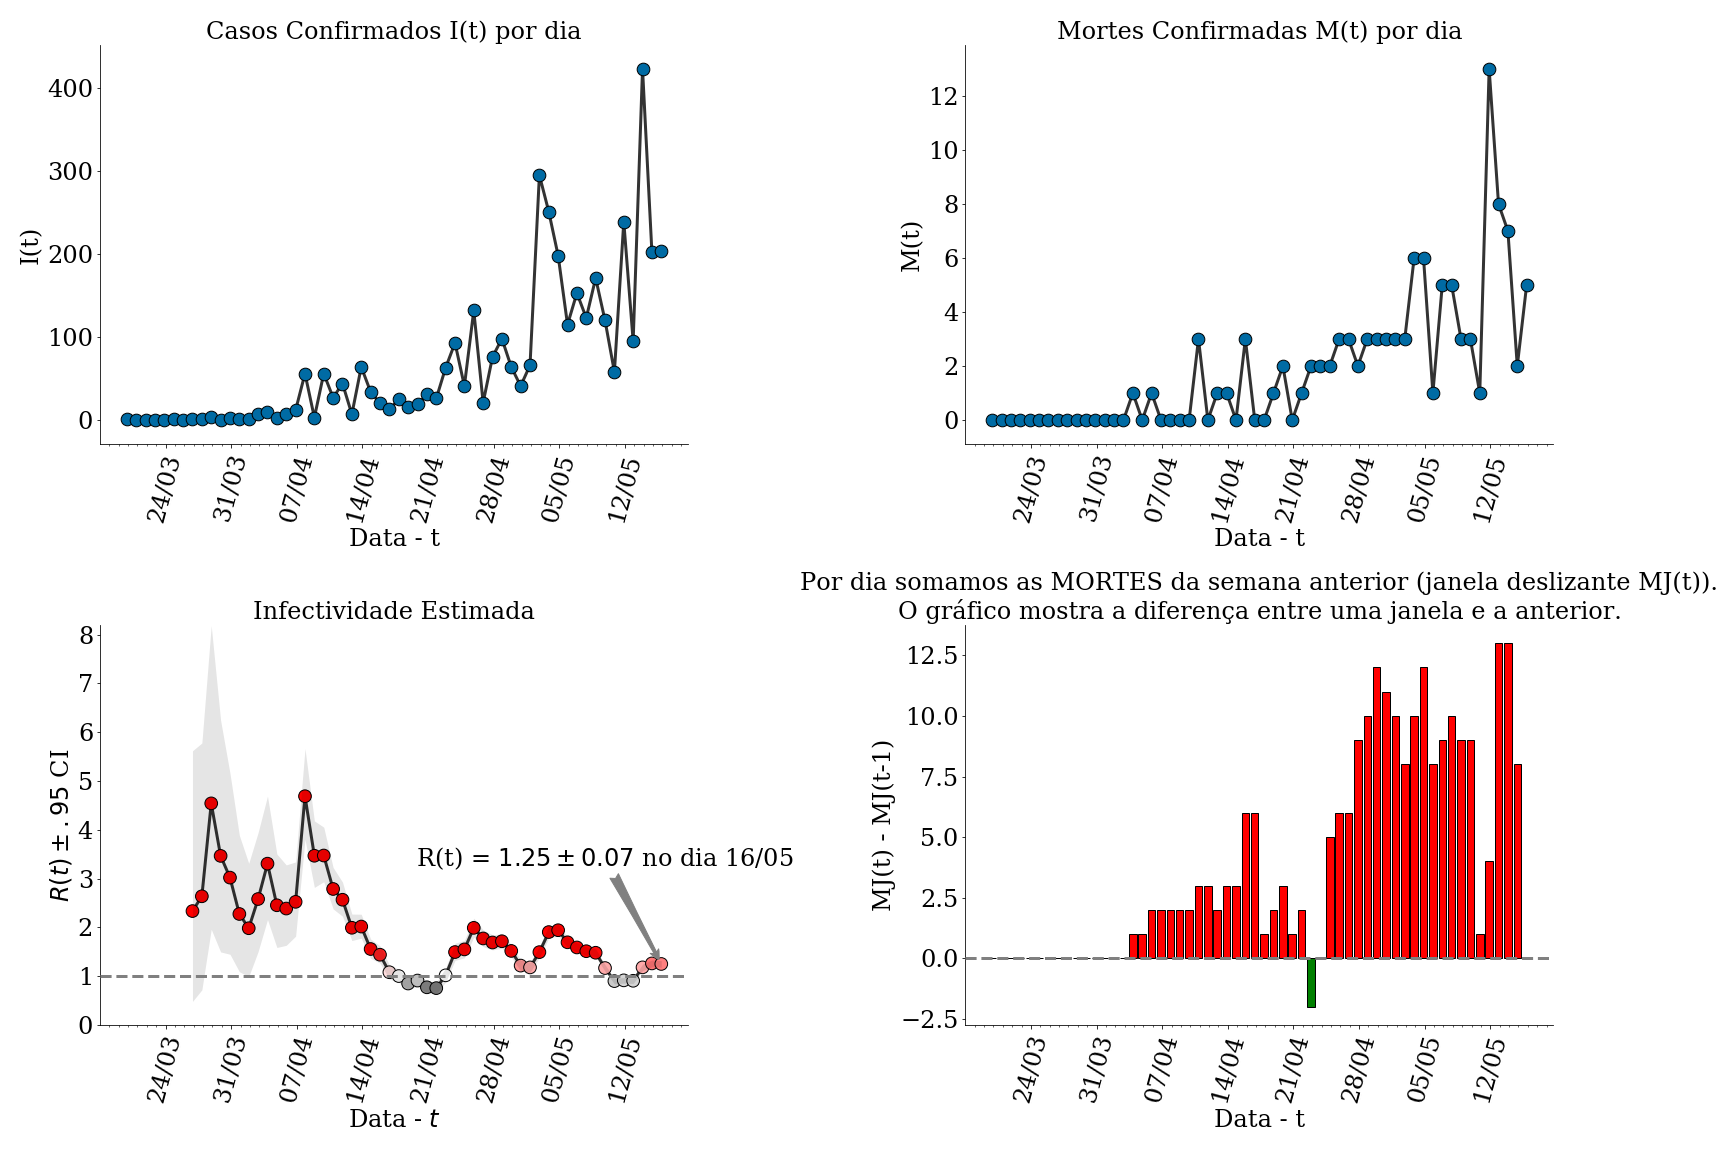 Casos Confirmados I(t) por dia
I(t)
400
300
200
100
0
24/03 31/03 07/04 14/04 21/04 28/04 05/05 12/05
Data - t
Mortes Confirmadas M(t) por dia
M(t)
12
10
8
6
4
2
0
24/03 31/03 07/04 14/04 21/04 28/04 05/05 12/05
Data - t
Infectividade Estimada
R(t) ± .95 CI
8
7
6
5
4
3
2
1
0
R(t) = 1.25 ± 0.07 no dia 16/05
24/03 31/03 07/04 14/04 21/04 28/04 05/05 12/05
Data - t
Por dia somamos as MORTES da semana anterior (janela deslizante MJ(t)).
O gráfico mostra a diferença entre uma janela e a anterior.
MJ(t) - MJ(t-1)
12.5
10.0
7.5
5.0
2.5
0.0
−2.5
24/03 31/03 07/04 14/04 21/04 28/04 05/05 12/05
Data - t